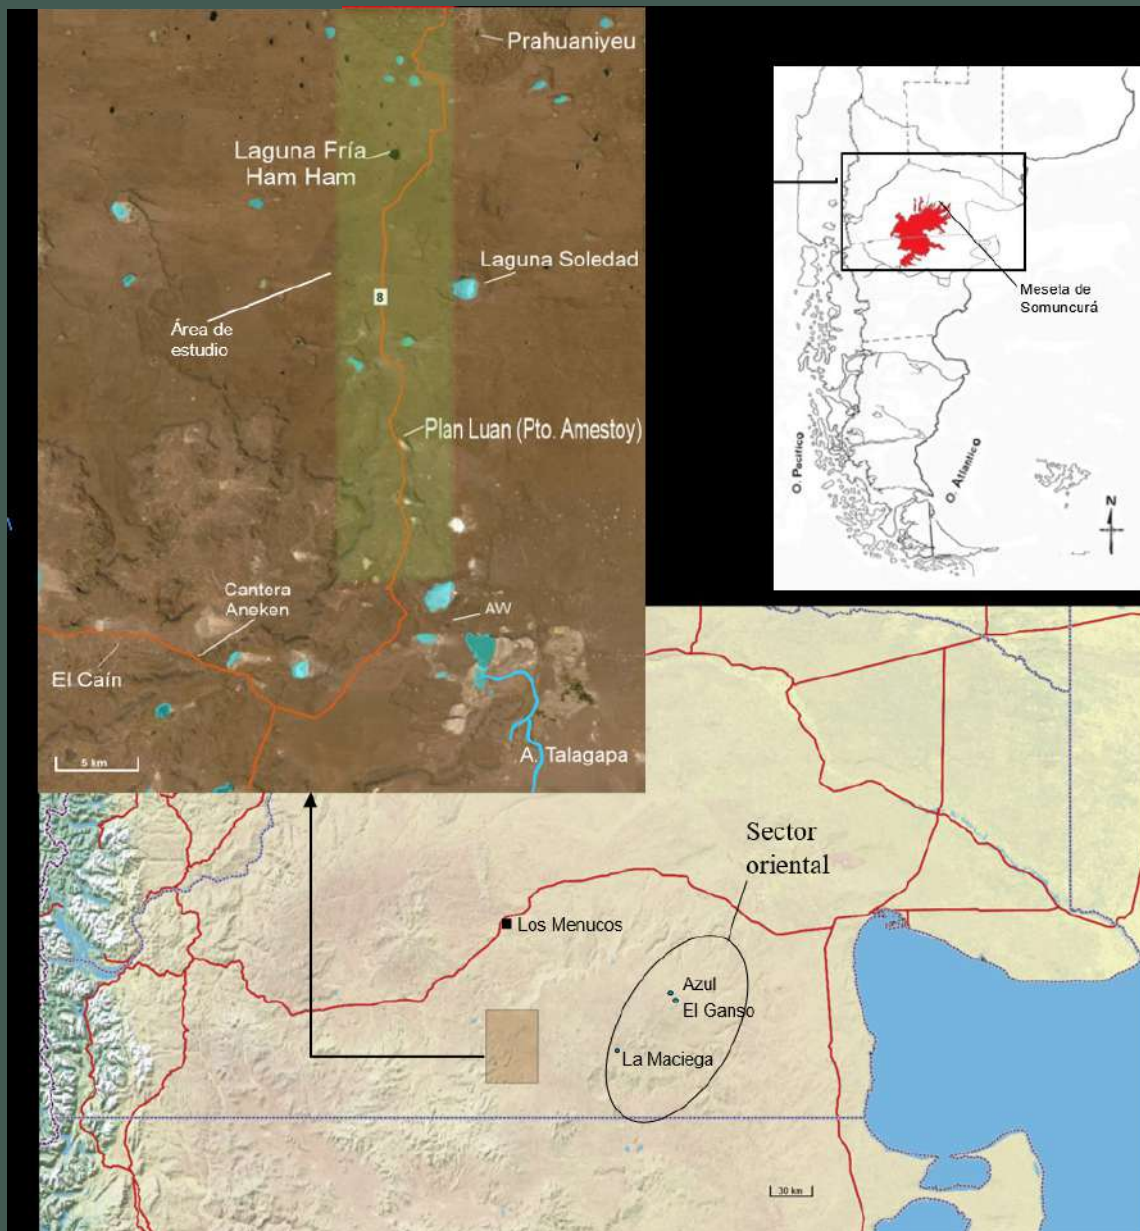 Prahuaniyeu
Laguna Fría
Ham Ham
Laguna Soledad
8
Área de
estudio
Plan Luan (Pto. Amestoy)
Cantera
Aneken
AW
El Caín
A. Talagapa
5 km
Meseta de
Somuncurá
O. Pacífico
O. Atlantico
N
Sector
oriental
Los Menucos
Azul
El Ganso
La Maciega
30 km